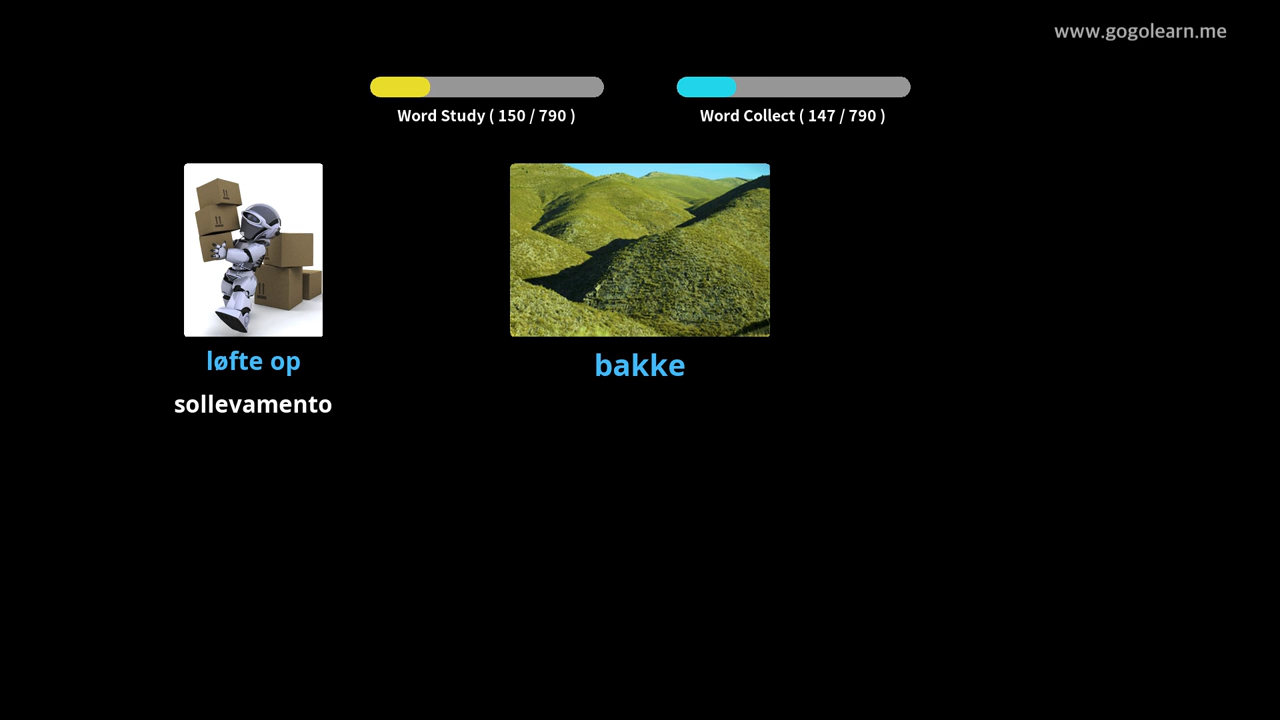 www.gogolearn.me
Word Study ( 150 / 790 )
Word Collect ( 147 / 790 )
løfte op
sollevamento
bakke